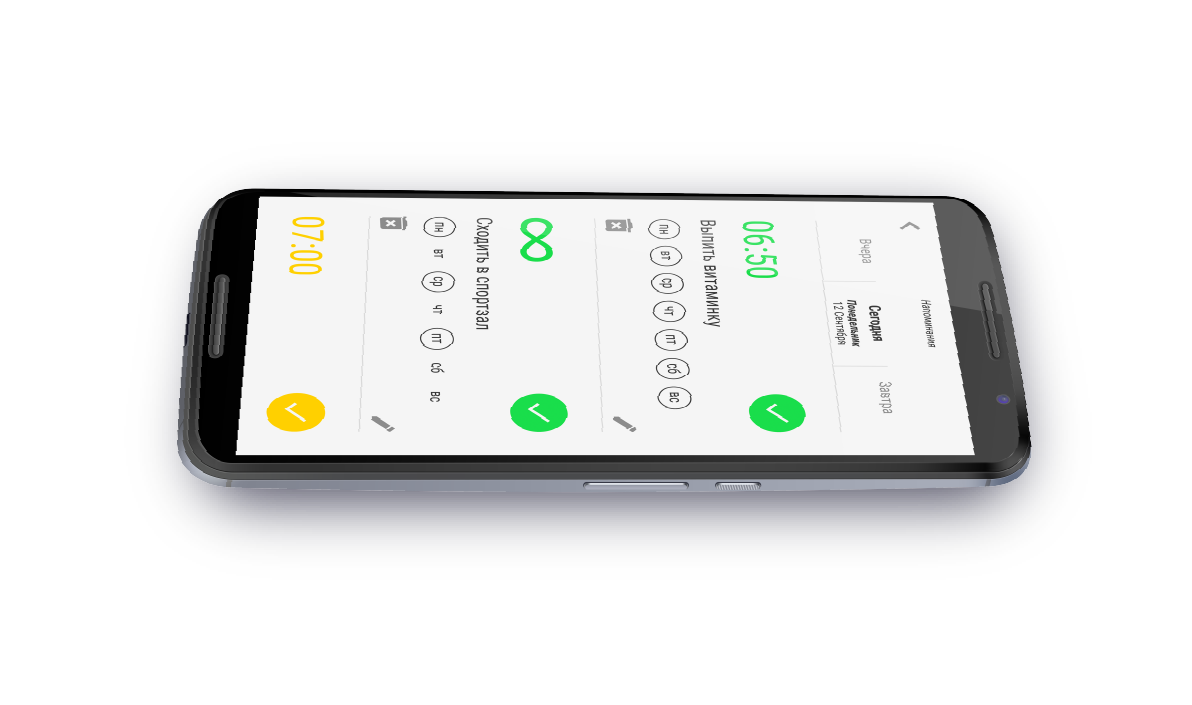 Напоминания
Вчера
Сегодня
Понедельник
12 Сентября
Завтра
06:50
Выпить витаминку
пн вт ср чт пт сб вс
∞
Сходить в спортзал
пн вт ср чт пт сб вс
07:00